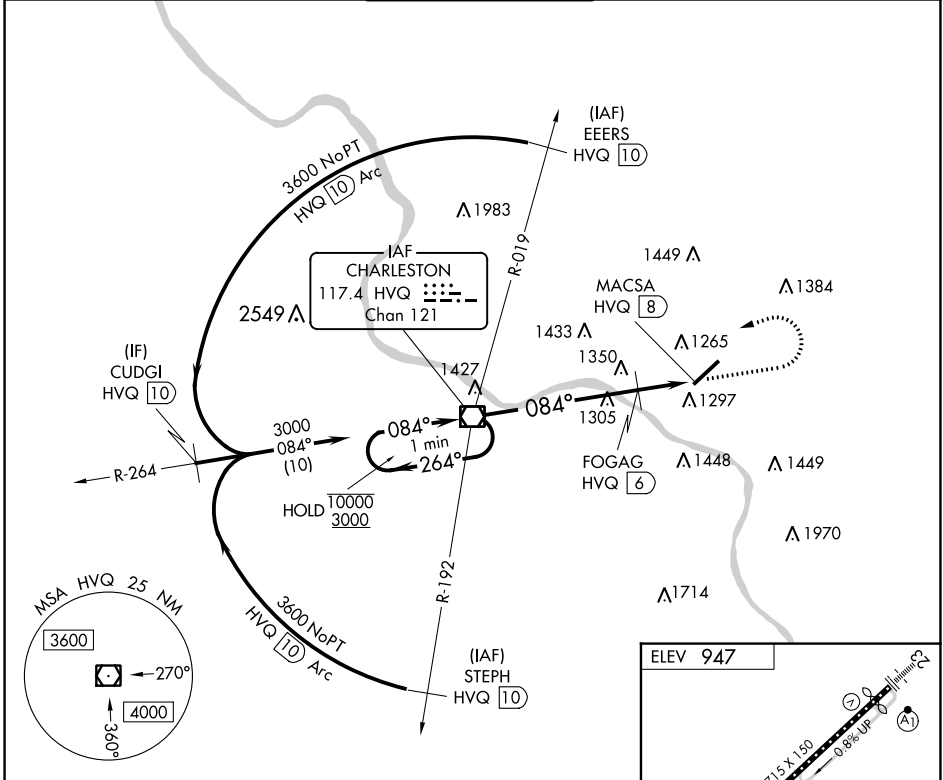 (IAF)
EEERS
HVQ 10
3600 NoPT
HVQ 10 Arc
1983
R-019
IAF
CHARLESTON
117.4 HVQ
Chan 121
1449
MACSA
HVQ 8
1384
2549
1433
1265
1350
(IF)
CUDGI
HVQ 10
1427
084°
1305
1297
3000
084°
(10)
084°
1 min
264°
R-264
FOGAG
HVQ 6
1448
1449
HOLD 10000
3000
1970
R-192
1714
3600 NoPT
HVQ 10 Arc
MSA HVQ 25 NM
3600
270°
4000
360°
(IAF)
STEPH
HVQ 10
ELEV 947
23
V
A1
0.8% UP
715 X 150